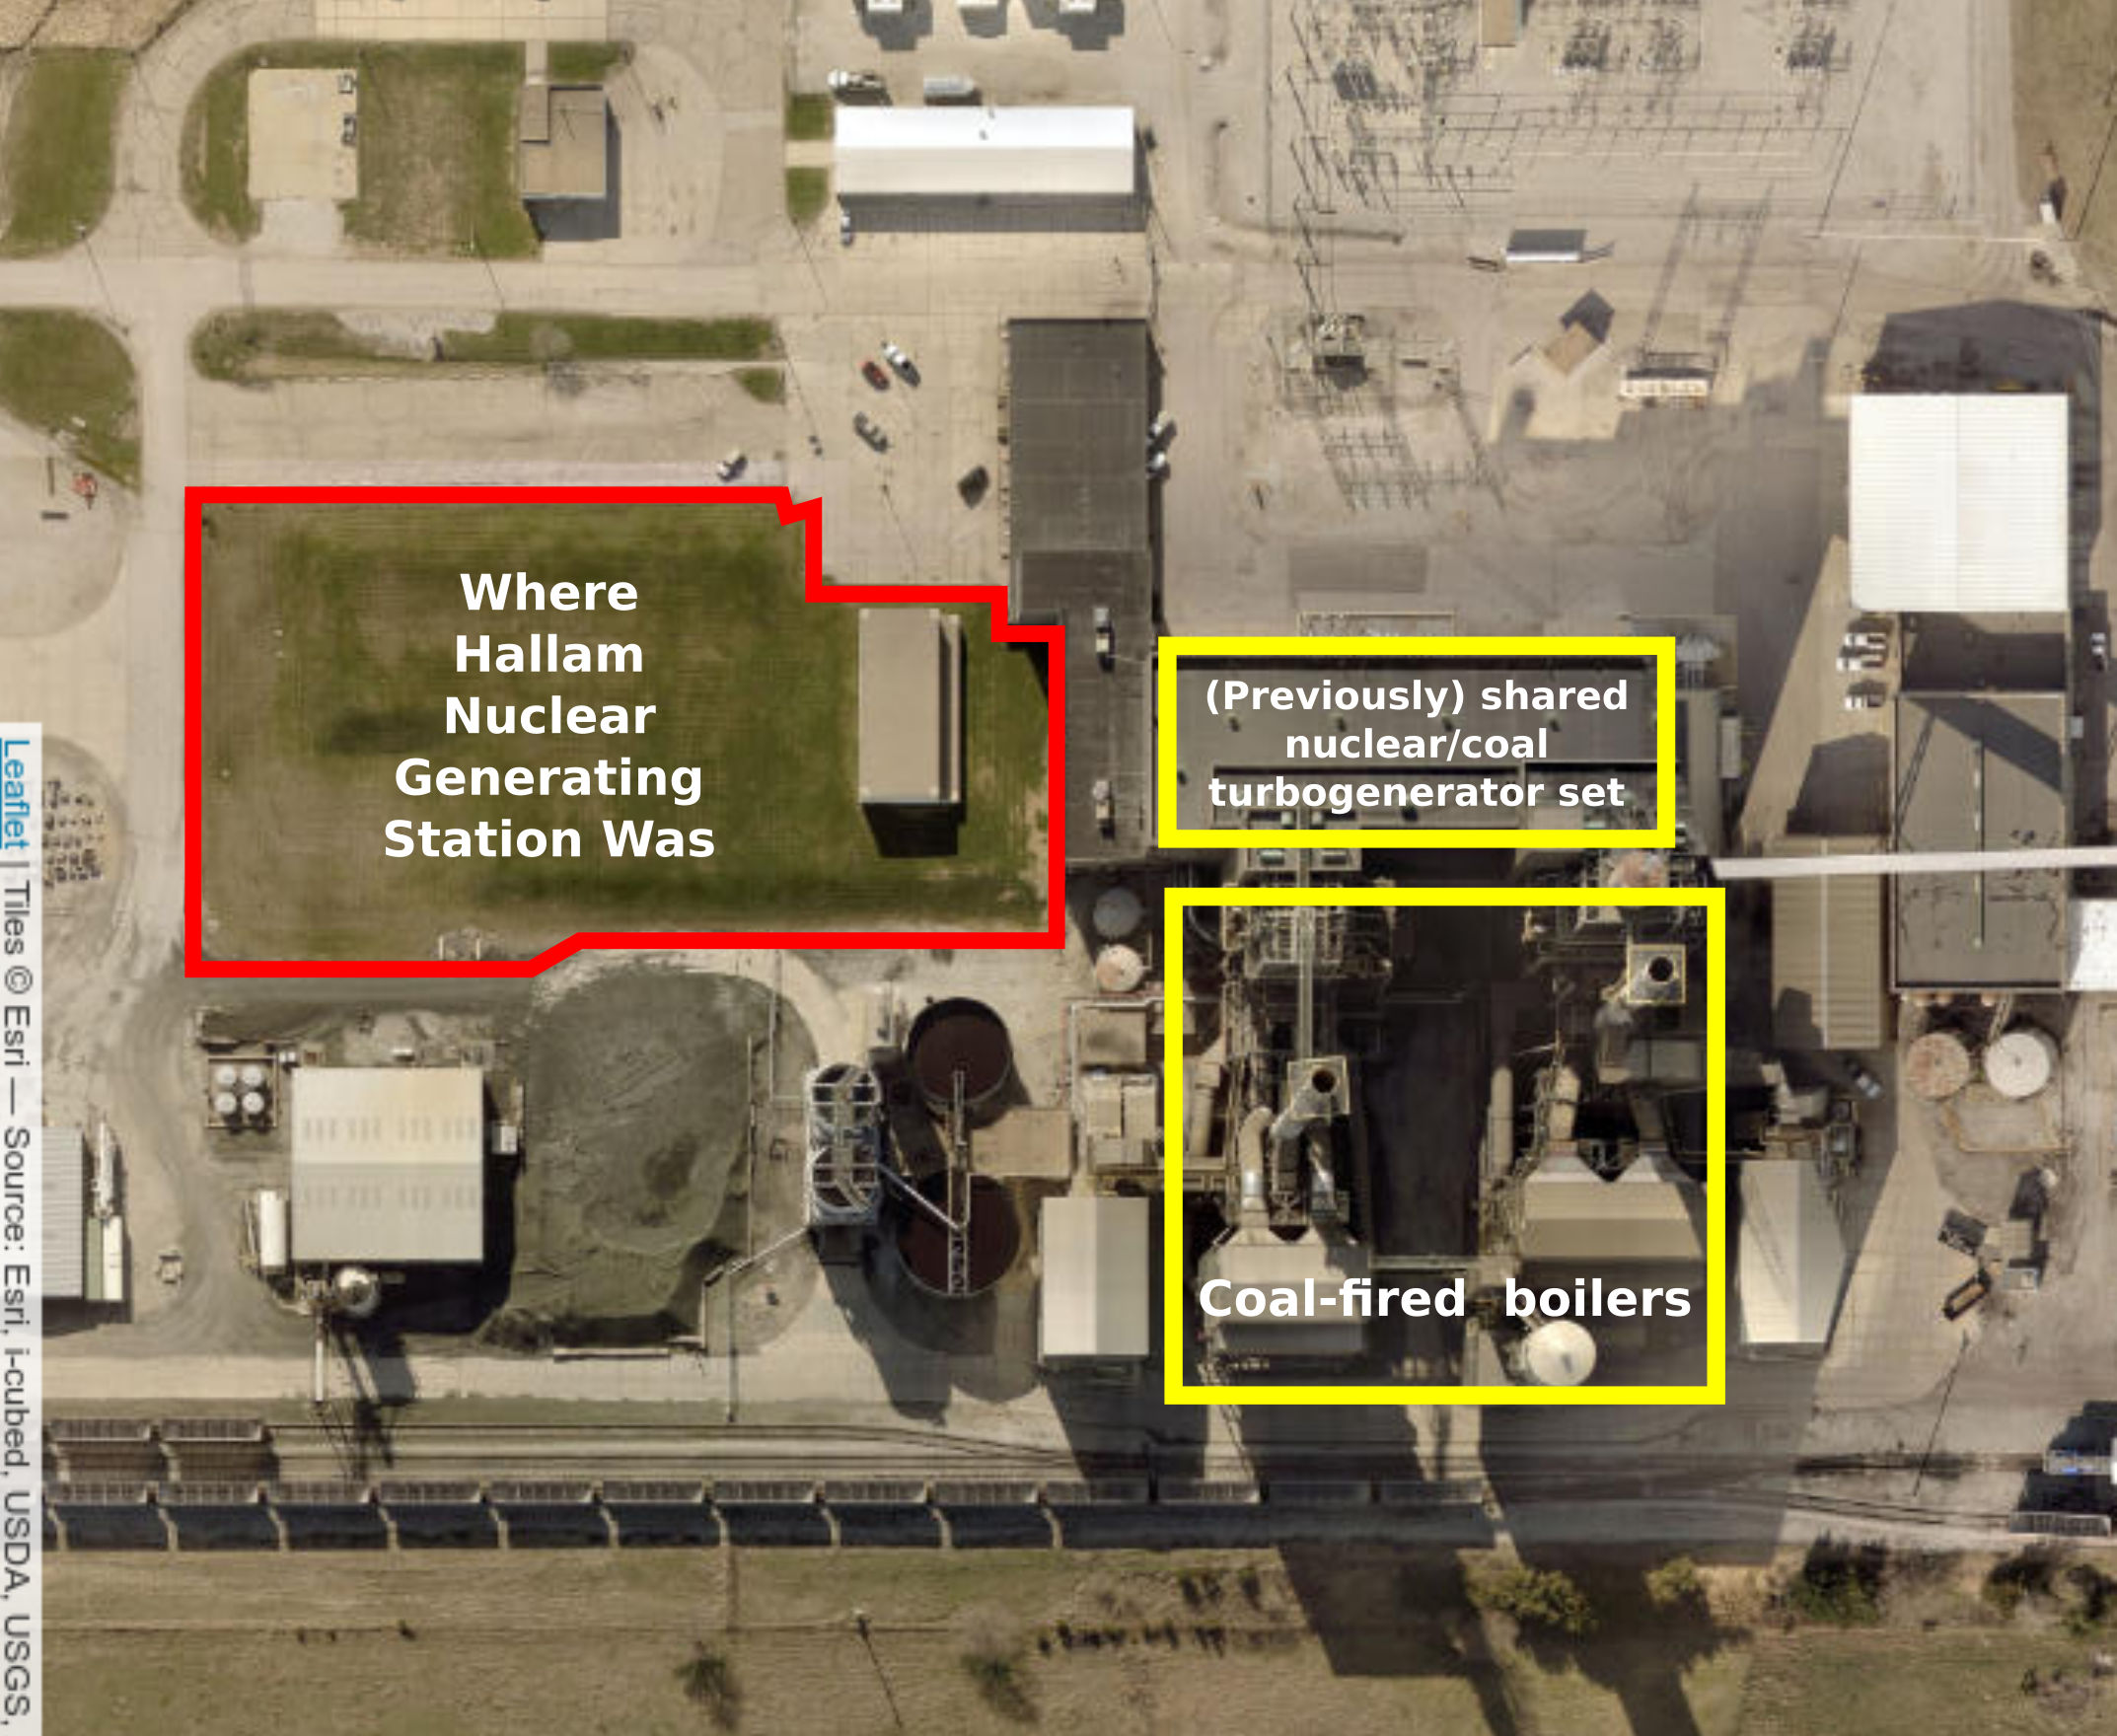 Where
Hallam
Nuclear
Generating
Station Was
(Previously) shared
nuclear/coal
turbogenerator set
Coal-fired boilers
Leaflet | Tiles © Esri — Source: Esri, i-cubed, USDA, USGS,